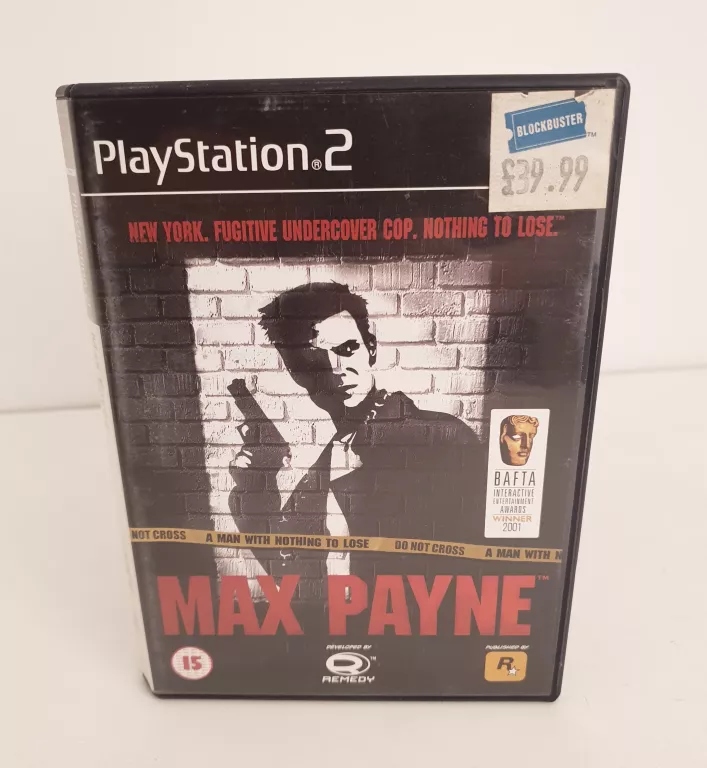 PlayStation®2
BLOCKBUSTER™
£39.99
NEW YORK. FUGITIVE UNDERCOVER COP. NOTHING TO LOSE.™
BAFTA
INTERACTIVE
ENTERTAINMENT
AWARDS
WINNER
2001
NOT CROSS A MAN WITH NOTHING TO LOSE DO NOT CROSS A MAN WITH N
MAX PAYNE™
15
DEVELOPED BY
R™
REMEDY
PUBLISHED BY
R